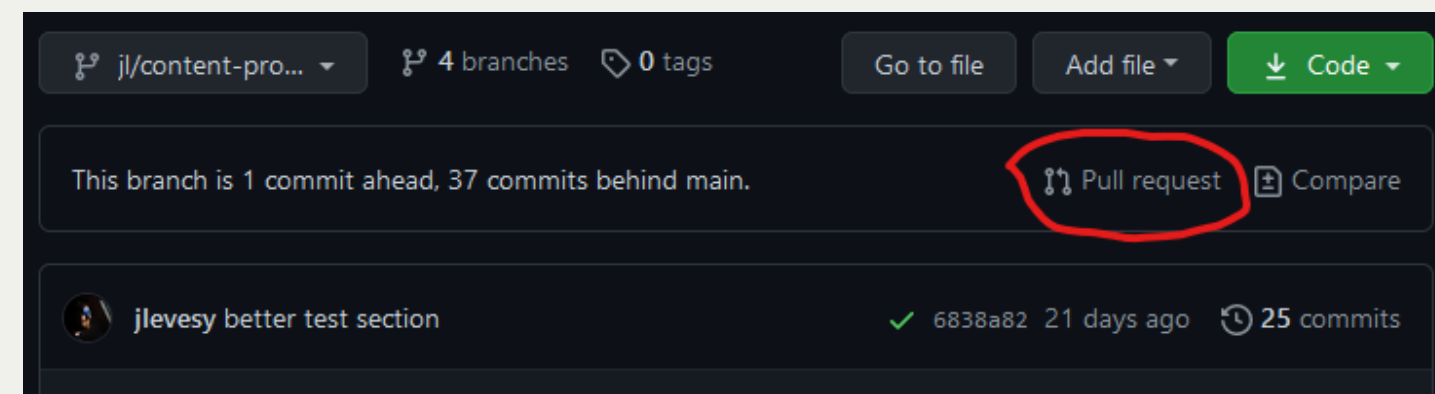 jl/content-pro... 4 branches 0 tags Go to file Add file Code
This branch is 1 commit ahead, 37 commits behind main. Pull request Compare
jlevesy better test section 6838a82 21 days ago 25 commits